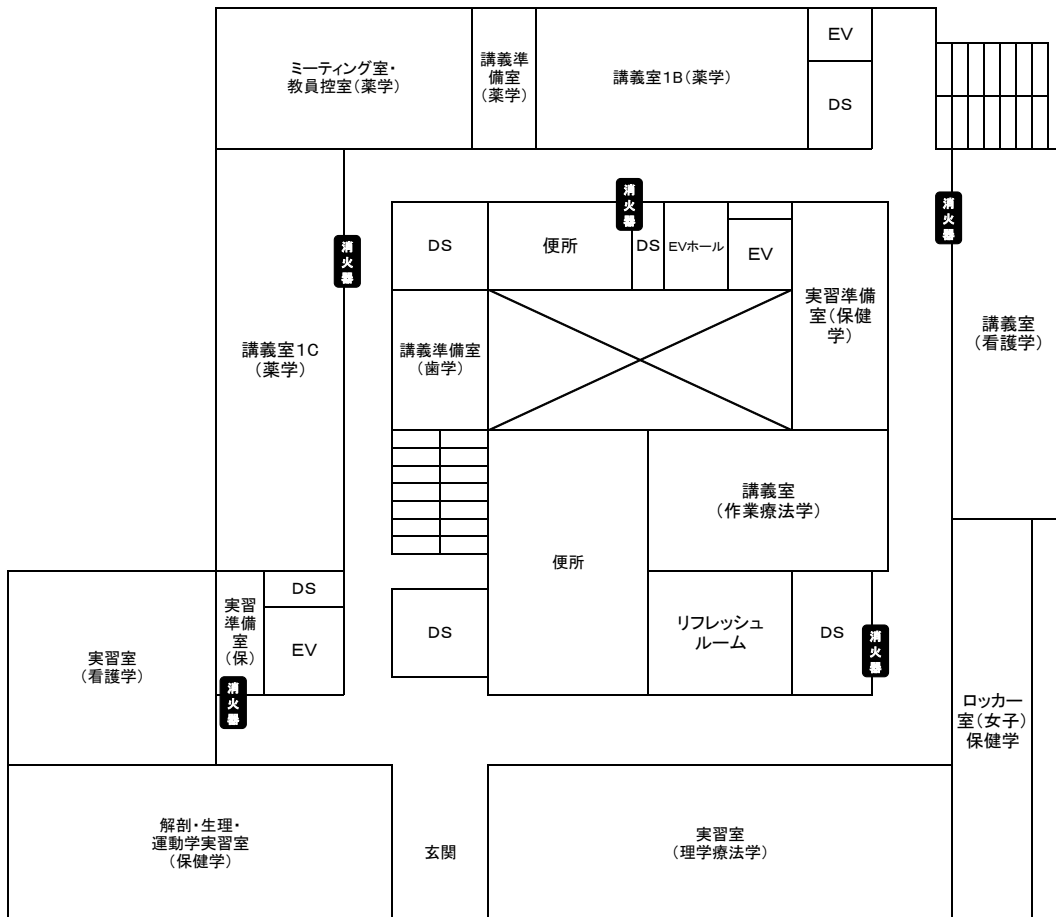 ミーティング室・
教員控室(薬学)
講義準
備室
(薬学)
講義室1B(薬学)
EV
DS
消火器
消火器
消火器
DS
便所
DS
EVホール
EV
実習準備
室(保健
学)
講義室
(看護学)
講義室1C
(薬学)
講義準備室
(歯学)
講義室
(作業療法学)
便所
実習
準備
室
(保)
DS
EV
DS
リフレッシュ
ルーム
DS
消火器
実習室
(看護学)
消火器
ロッカー
室(女子)
保健学
解剖・生理・
運動学実習室
(保健学)
玄関
実習室
(理学療法学)